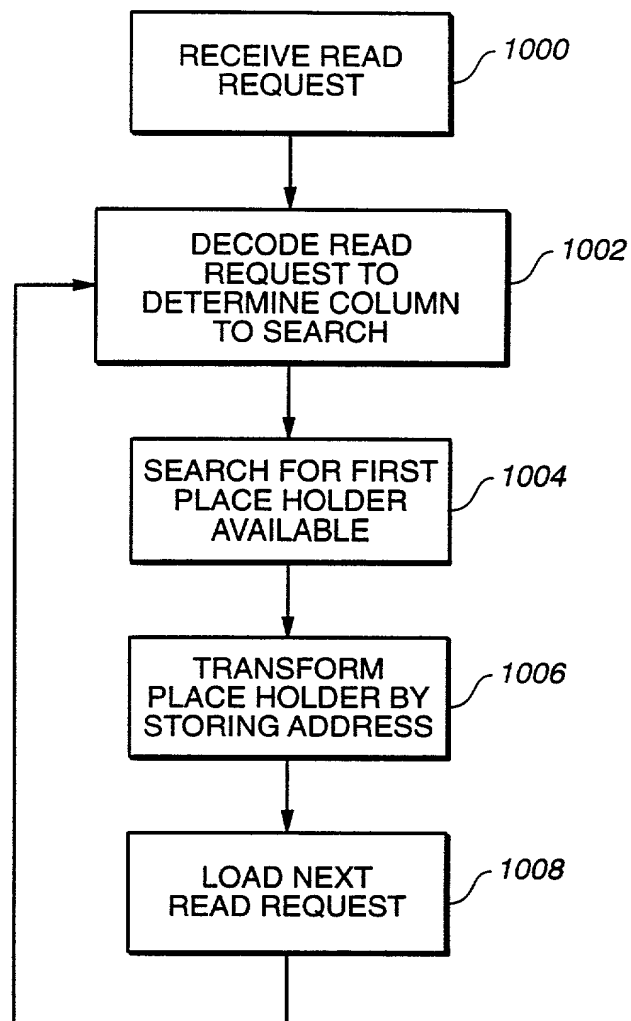 RECEIVE READ
REQUEST
1000
DECODE READ
REQUEST TO
DETERMINE COLUMN
TO SEARCH
1002
SEARCH FOR FIRST
PLACE HOLDER
AVAILABLE
1004
TRANSFORM
PLACE HOLDER BY
STORING ADDRESS
1006
LOAD NEXT
READ REQUEST
1008